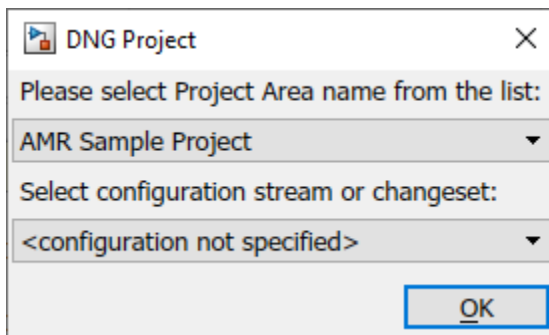 DNG Project
Please select Project Area name from the list:
AMR Sample Project
Select configuration stream or changeset:
<configuration not specified>
OK